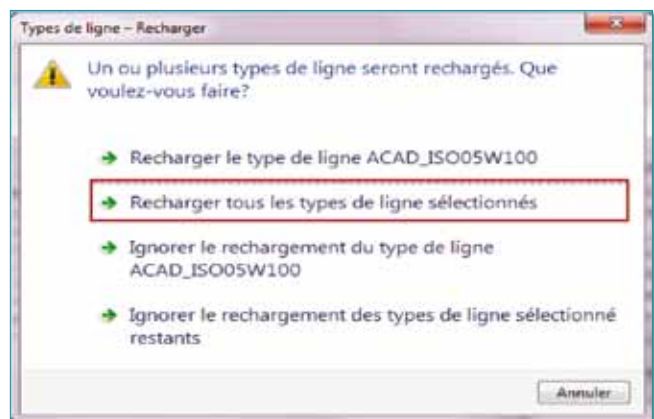 Types de ligne – Recharger
Un ou plusieurs types de ligne seront rechargés. Que
voulez-vous faire?
Recharger le type de ligne ACAD_ISO05W100
Recharger tous les types de ligne sélectionnés
Ignorer le rechargement du type de ligne
ACAD_ISO05W100
Ignorer le rechargement des types de ligne sélectionné
restants
Annuler